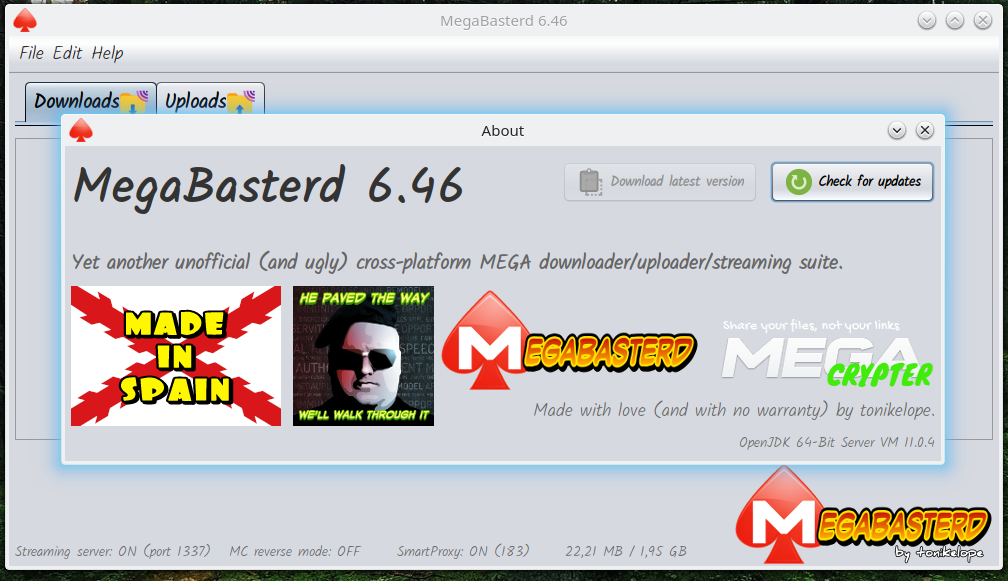 MegaBasterd 6.46
File Edit Help
Downloads Uploads
About
MegaBasterd 6.46
Download latest version
Check for updates
Yet another unofficial (and ugly) cross-platform MEGA downloader/uploader/streaming suite.
MADE
IN
SPAIN
HE PAVED THE WAY
WE'LL WALK THROUGH IT
MEGABASTERD
Share your files, not your links
MEGA
CRYPTER
Made with love (and with no warranty) by tonikelope.
OpenJDK 64-Bit Server VM 11.0.4
MEGABASTERD
by tonikelope
Streaming server: ON (port 1337) MC reverse mode: OFF SmartProxy: ON (183) 22,21 MB / 1,95 GB